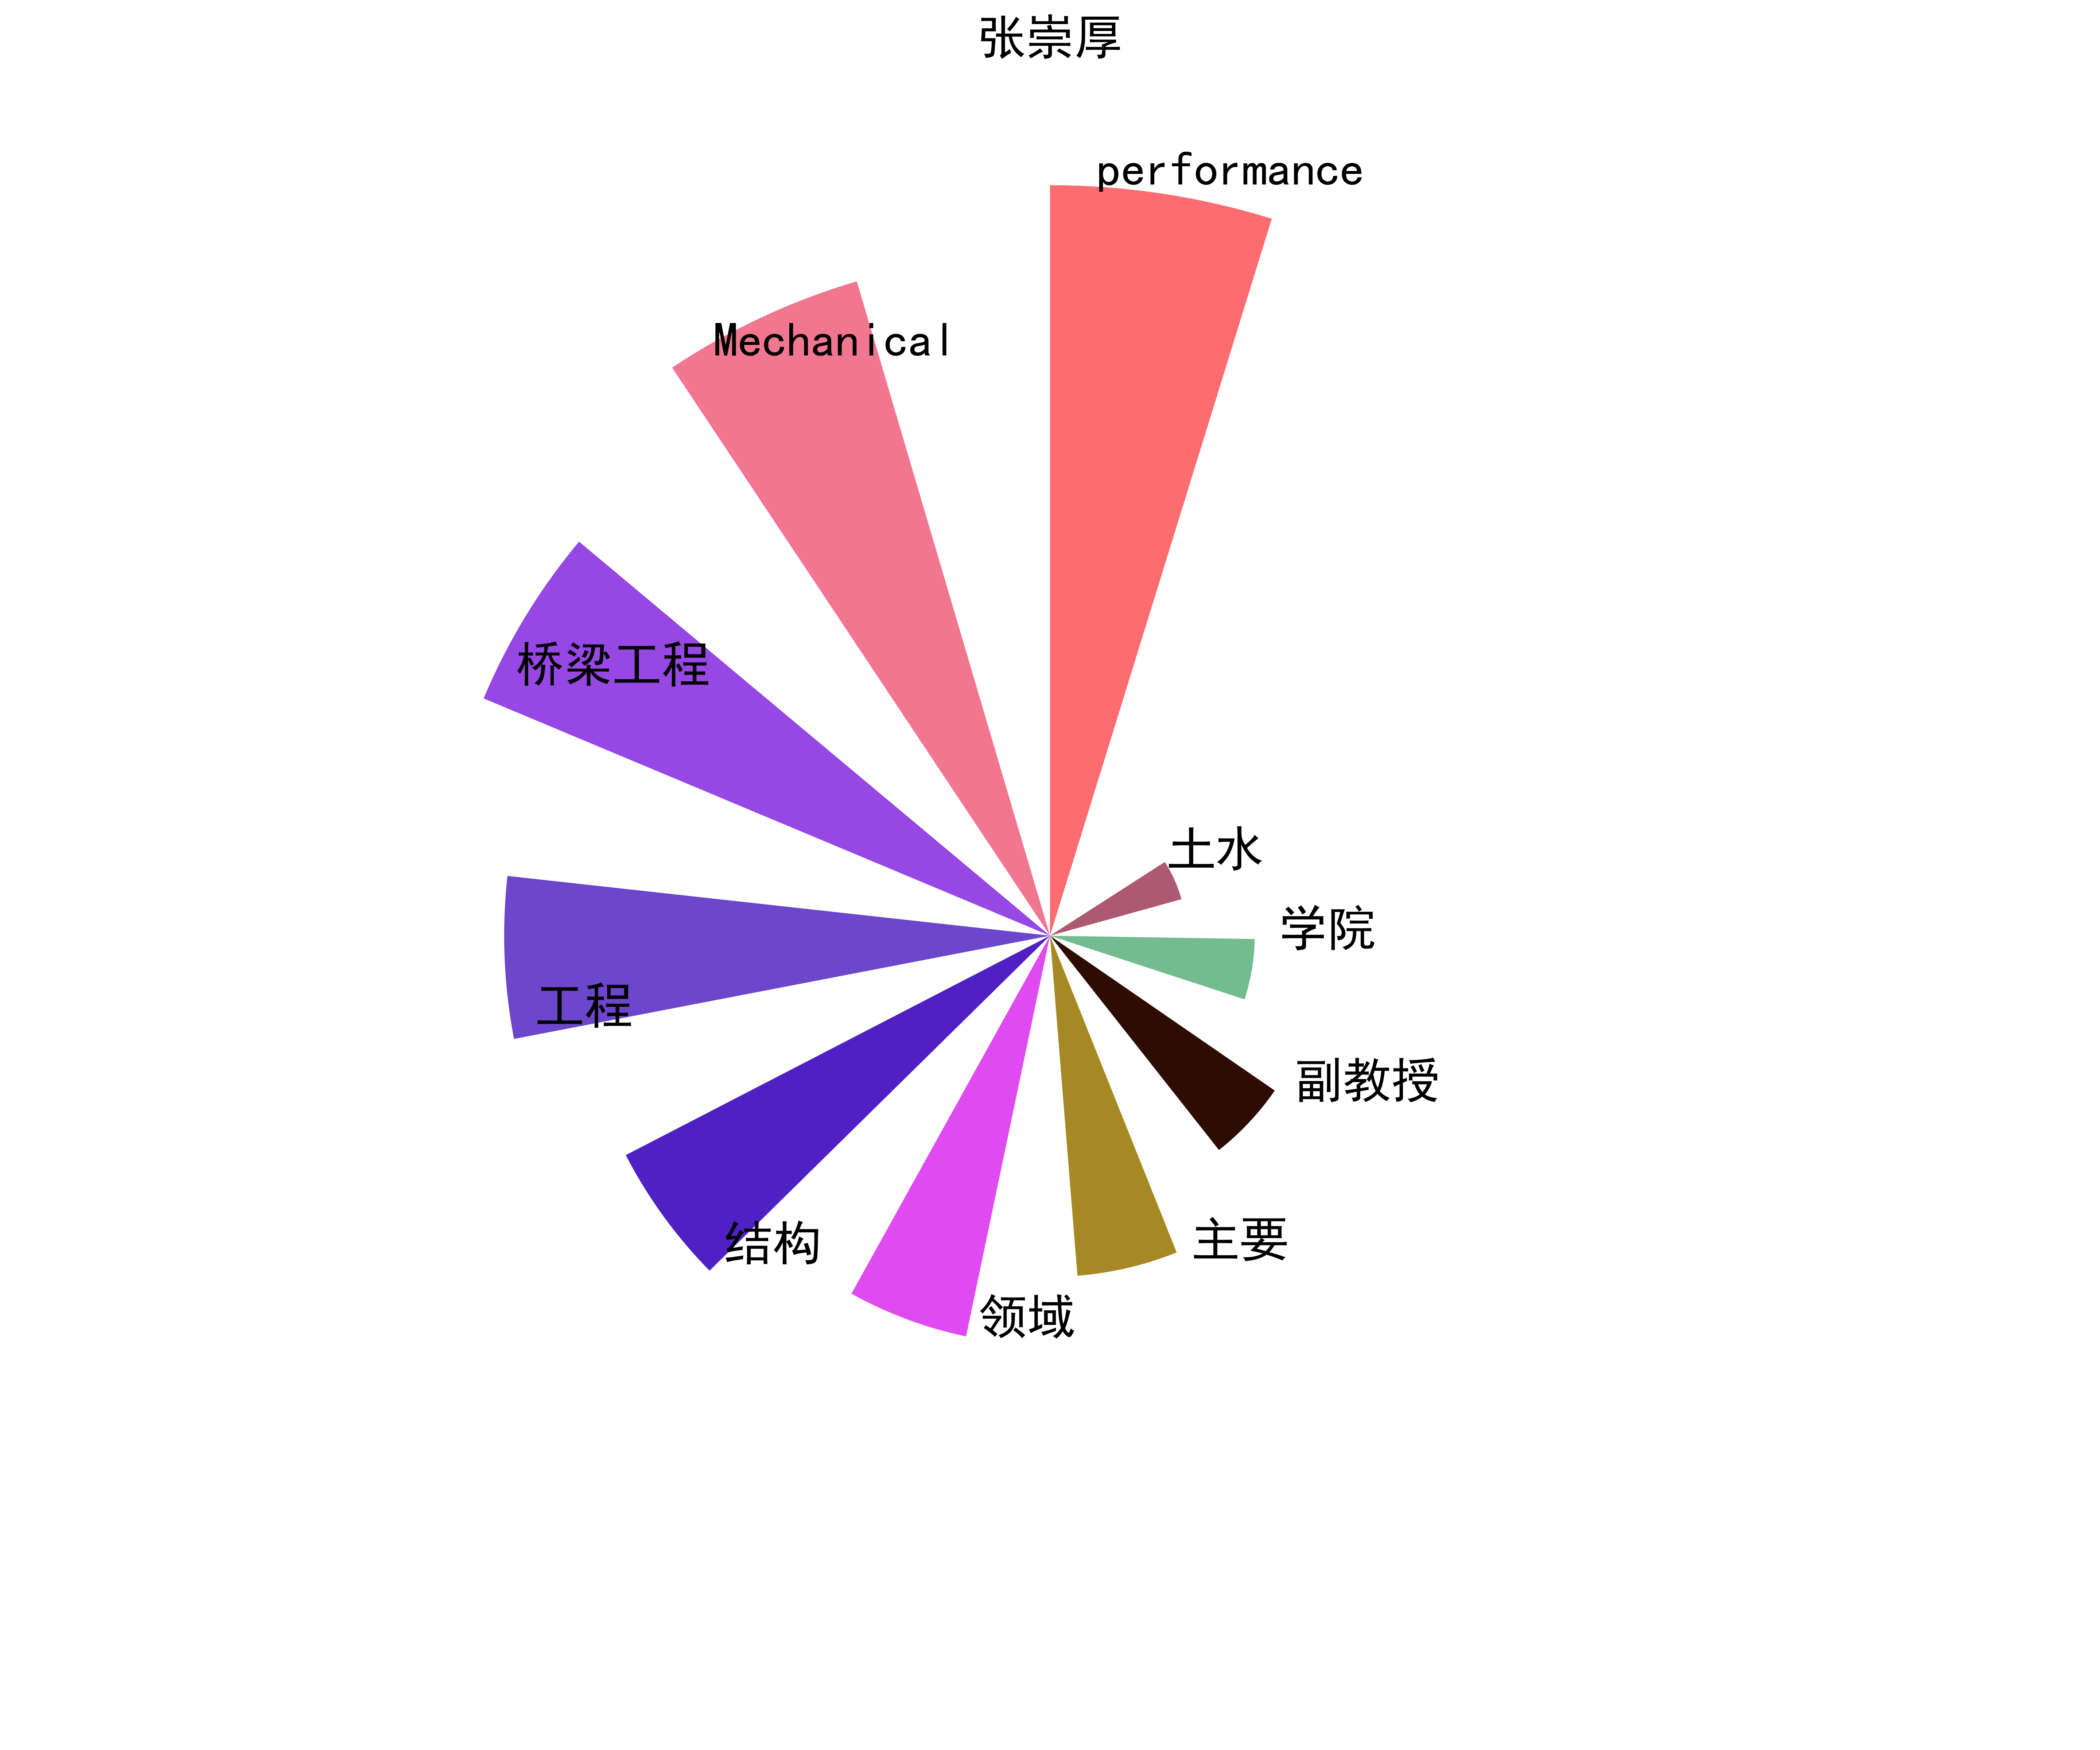 张崇厚
performance
Mechanical
桥梁工程
土水
学院
工程
副教授
主要
结构
领域